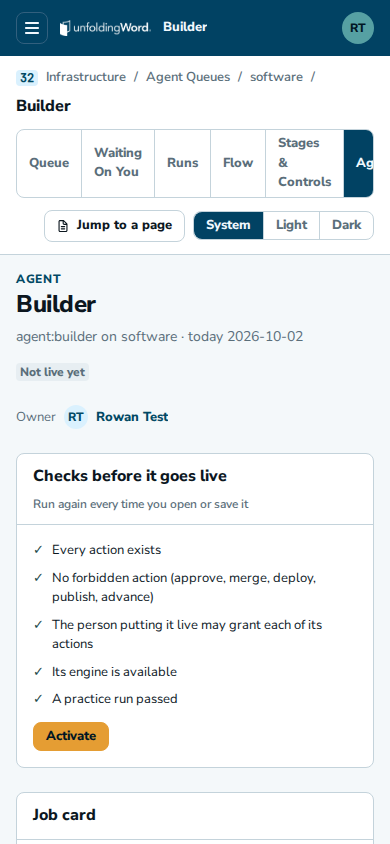 unfoldingWord. Builder RT
32 Infrastructure / Agent Queues / software /
Builder
Queue
Waiting
On You
Runs
Flow
Stages
&
Controls
Jump to a page
System Light Dark
AGENT
Builder
agent:builder on software · today 2026-10-02
Not live yet
Owner RT Rowan Test
Checks before it goes live
Run again every time you open or save it
✓ Every action exists
✓ No forbidden action (approve, merge, deploy,
publish, advance)
✓ The person putting it live may grant each of its
actions
✓ Its engine is available
✓ A practice run passed
Activate
Job card